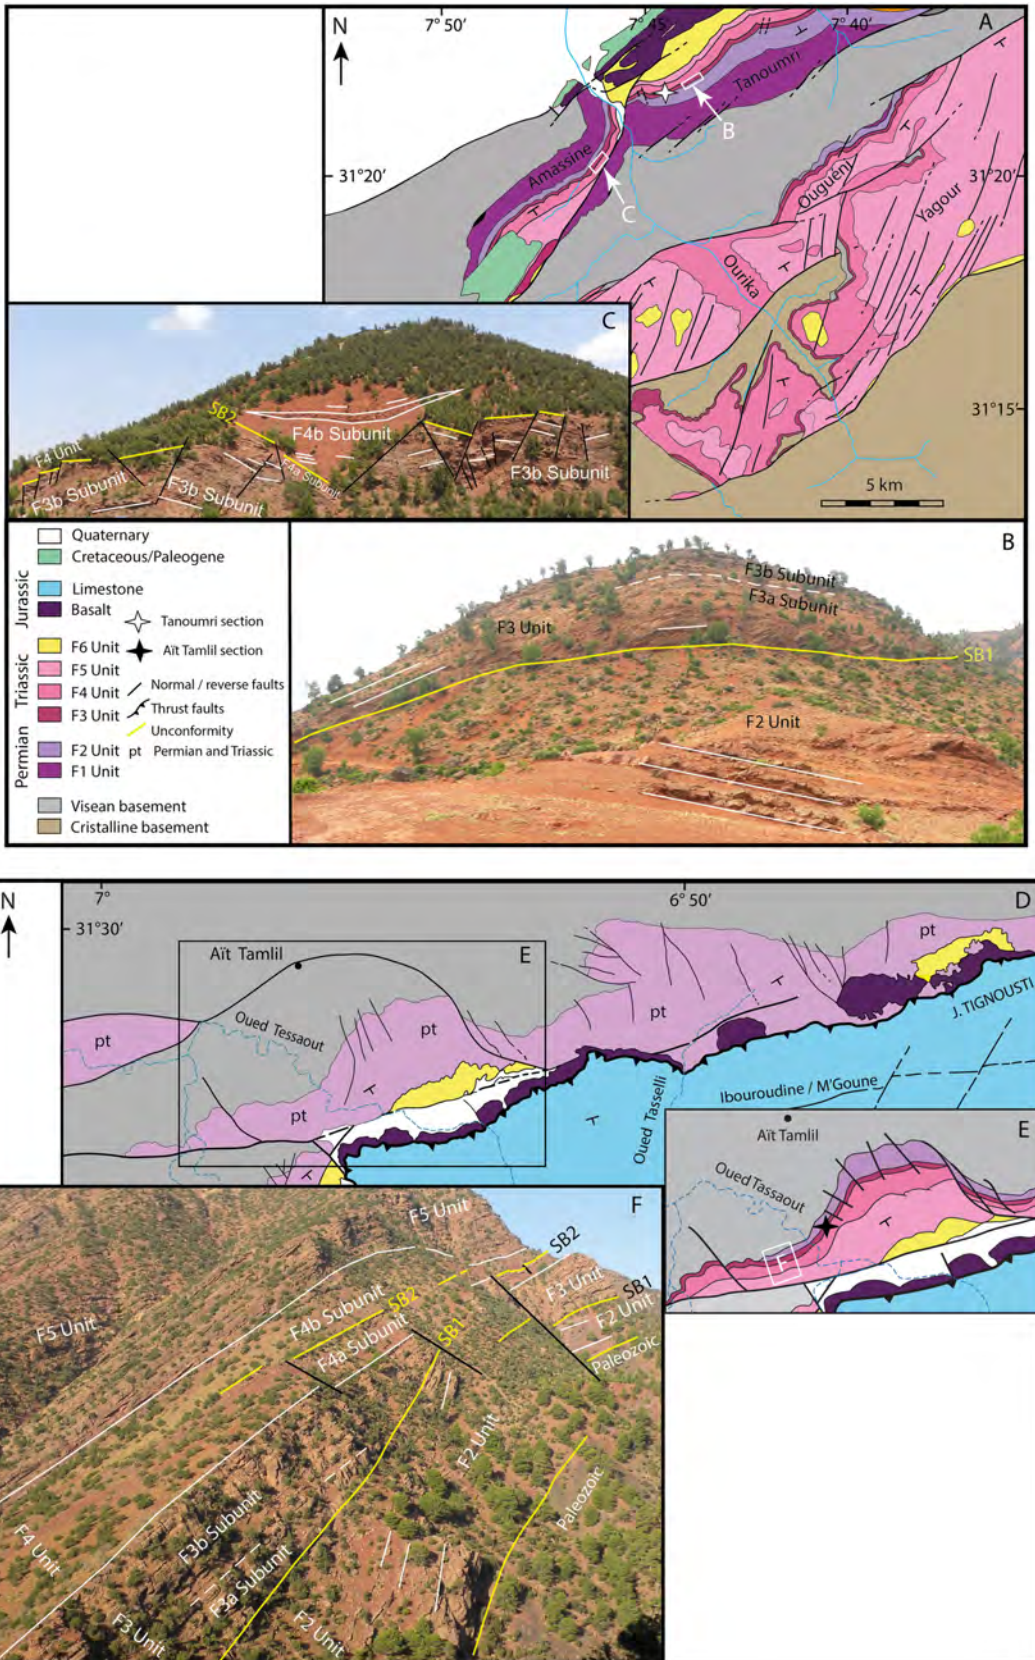 N
7° 50'
7° 45'
7° 40'
A
Tanoumri
B
31°20'
Amassine
C
31°20'
Ougueni
Yagour
Ourika
31°15'
5 km
C
SB2
F4b Subunit
F4 Unit
F4a Subunit
F3b Subunit
F3b Subunit
F3b Subunit
Quaternary
Cretaceous/Paleogene
Jurassic
Limestone
Basalt
Tanoumri section
Triassic
F6 Unit
Aït Tamlil section
F5 Unit
F4 Unit
Normal / reverse faults
Thrust faults
F3 Unit
Unconformity
Permian
F2 Unit
pt Permian and Triassic
F1 Unit
Visean basement
Cristalline basement
B
F3b Subunit
F3a Subunit
F3 Unit
SB1
F2 Unit
N
7°
6° 50'
D
31°30'
Aït Tamlil
E
pt
Oued Tessaout
pt
pt
pt
pt
J. TIGNOUSTI
Ibouroudine / M'Goune
Oued Tasselli
E
Aït Tamlil
Oued Tassaout
F
F
F5 Unit
SB2
F3 Unit
SB1
F2 Unit
Paleozoic
F5 Unit
F4b Subunit
SB2
F4a Subunit
SB1
F2 Unit
Paleozoic
F4 Unit
F3b Subunit
F3a Subunit
F3 Unit
F2 Unit